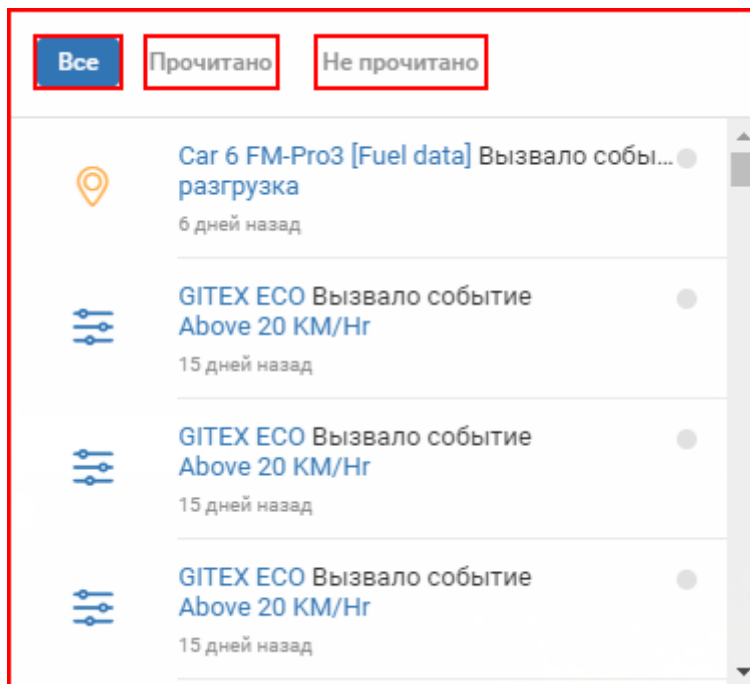 Все Прочитано Не прочитано
Car 6 FM-Pro3 [Fuel data] Вызвало собы...
разгрузка
6 дней назад
GITEX ECO Вызвало событие
Above 20 KM/Hr
15 дней назад
GITEX ECO Вызвало событие
Above 20 KM/Hr
15 дней назад
GITEX ECO Вызвало событие
Above 20 KM/Hr
15 дней назад